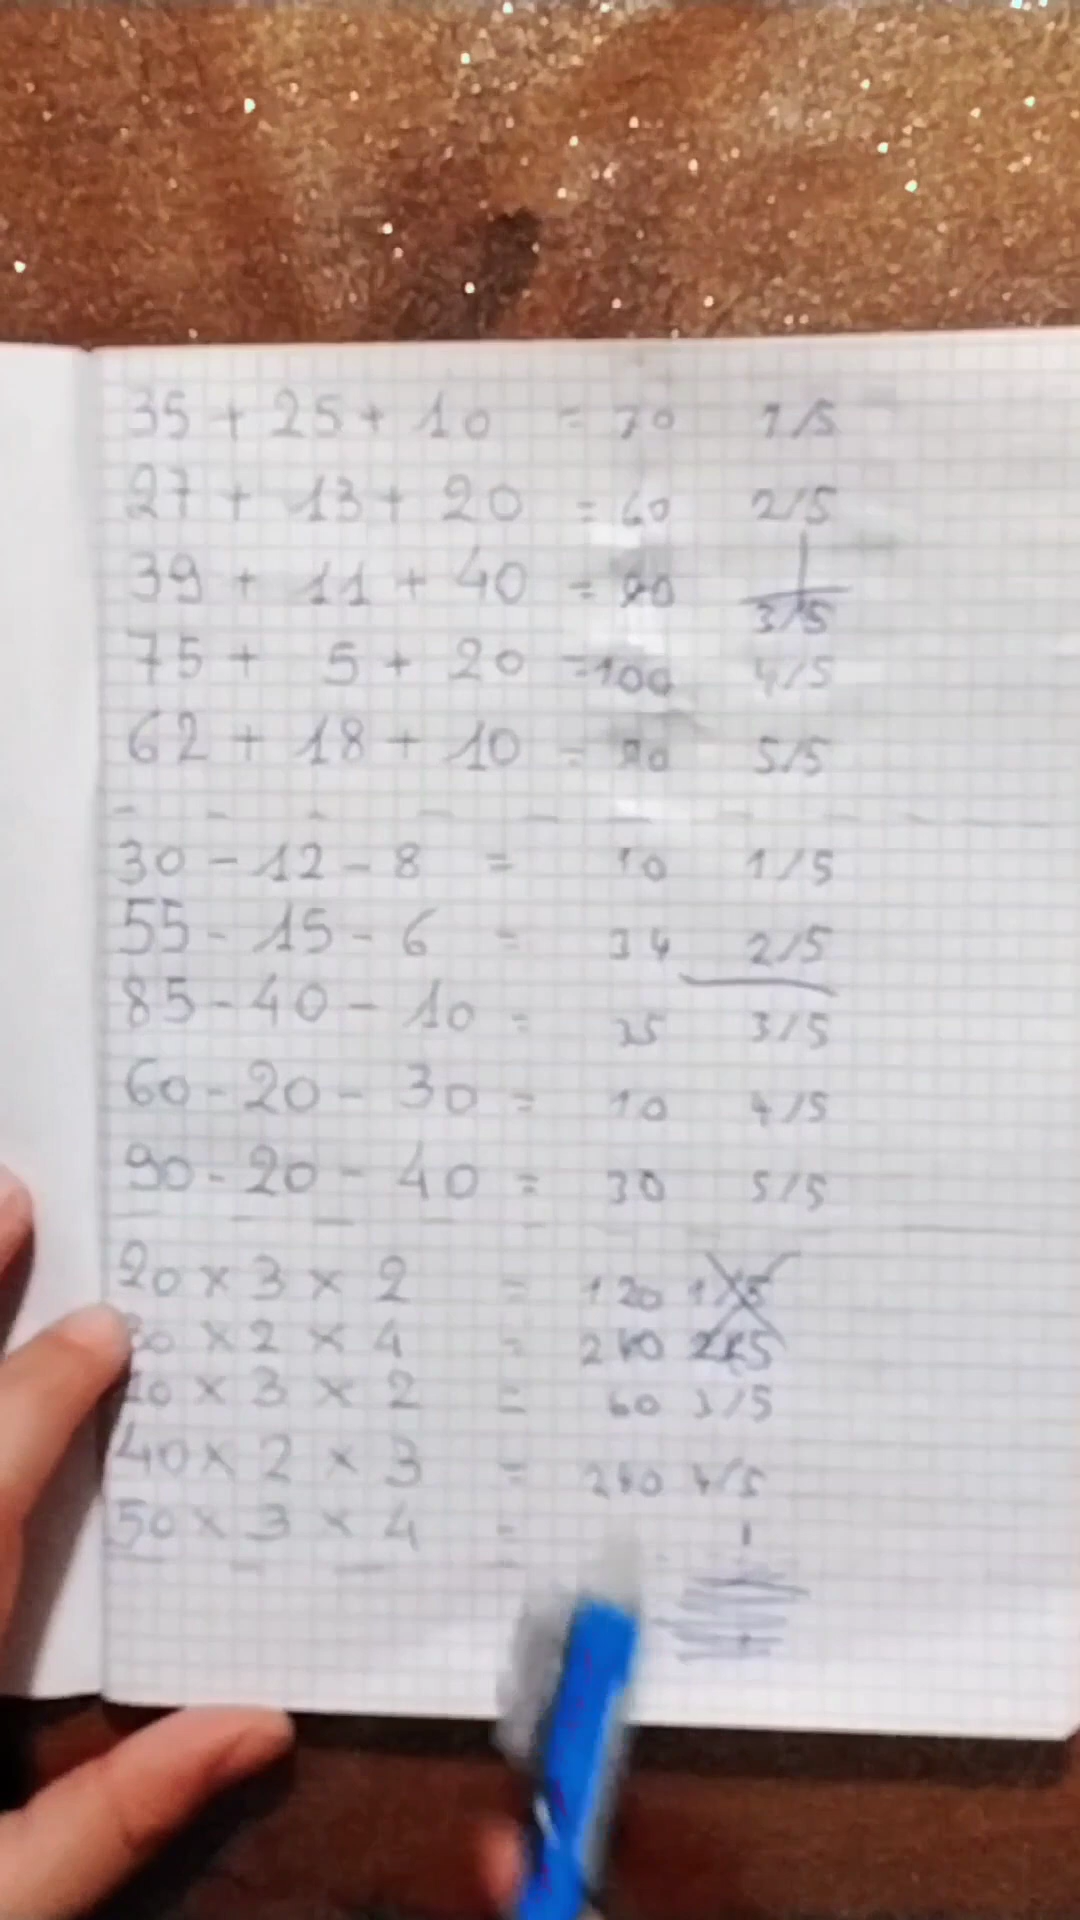 35 + 25 + 10 = 70 1/5
27 + 13 + 20 = 60 2/5
39 + 11 + 40 = 90 3/5
75 + 5 + 20 = 100 4/5
62 + 18 + 10 = 90 5/5
30 - 12 - 8 = 10 1/5
55 - 15 - 6 = 34 2/5
85 - 40 - 10 = 35 3/5
60 - 20 - 30 = 10 4/5
90 - 20 - 40 = 30 5/5
20 x 3 x 2 = 120 1/5
30 x 2 x 4 = 240 2/5
10 x 3 x 2 = 60 3/5
40 x 2 x 3 = 240 4/5
50 x 3 x 4 =